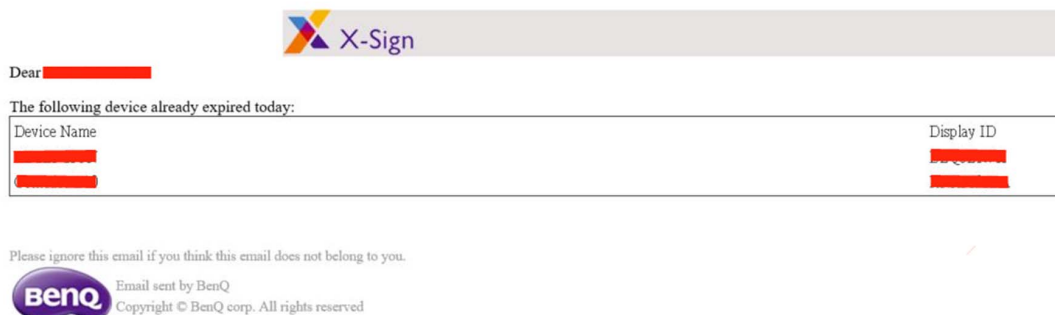 X-Sign
Dear
The following device already expired today:
Device Name Display ID
Please ignore this email if you think this email does not belong to you.
BenQ
Email sent by BenQ
Copyright © BenQ corp. All rights reserved